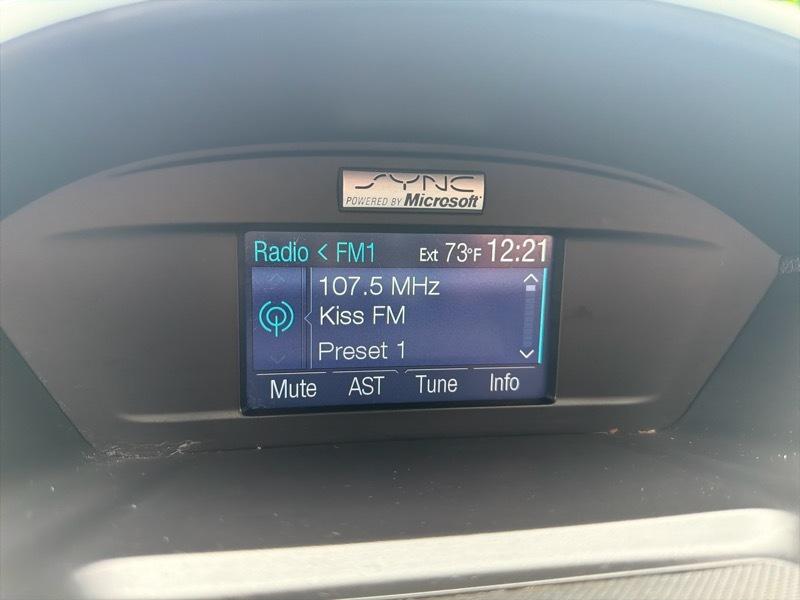 SYNC
POWERED BY Microsoft
Radio < FM1 Ext 73°F 12:21
107.5 MHz
Kiss FM
Preset 1
Mute AST Tune Info